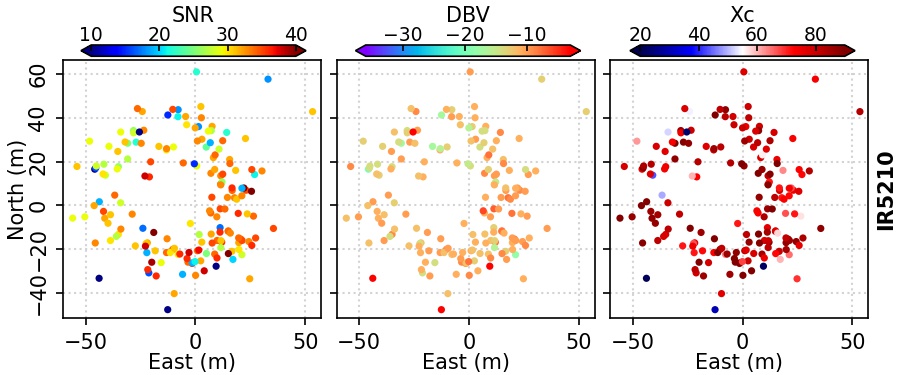 SNR DBV Xc
10 20 30 40 −30 −20 −10 20 40 60 80
60
40
20
0
−20
−40
North (m)
IR5210
−50 0 50 −50 0 50 −50 0 50
East (m) East (m) East (m)